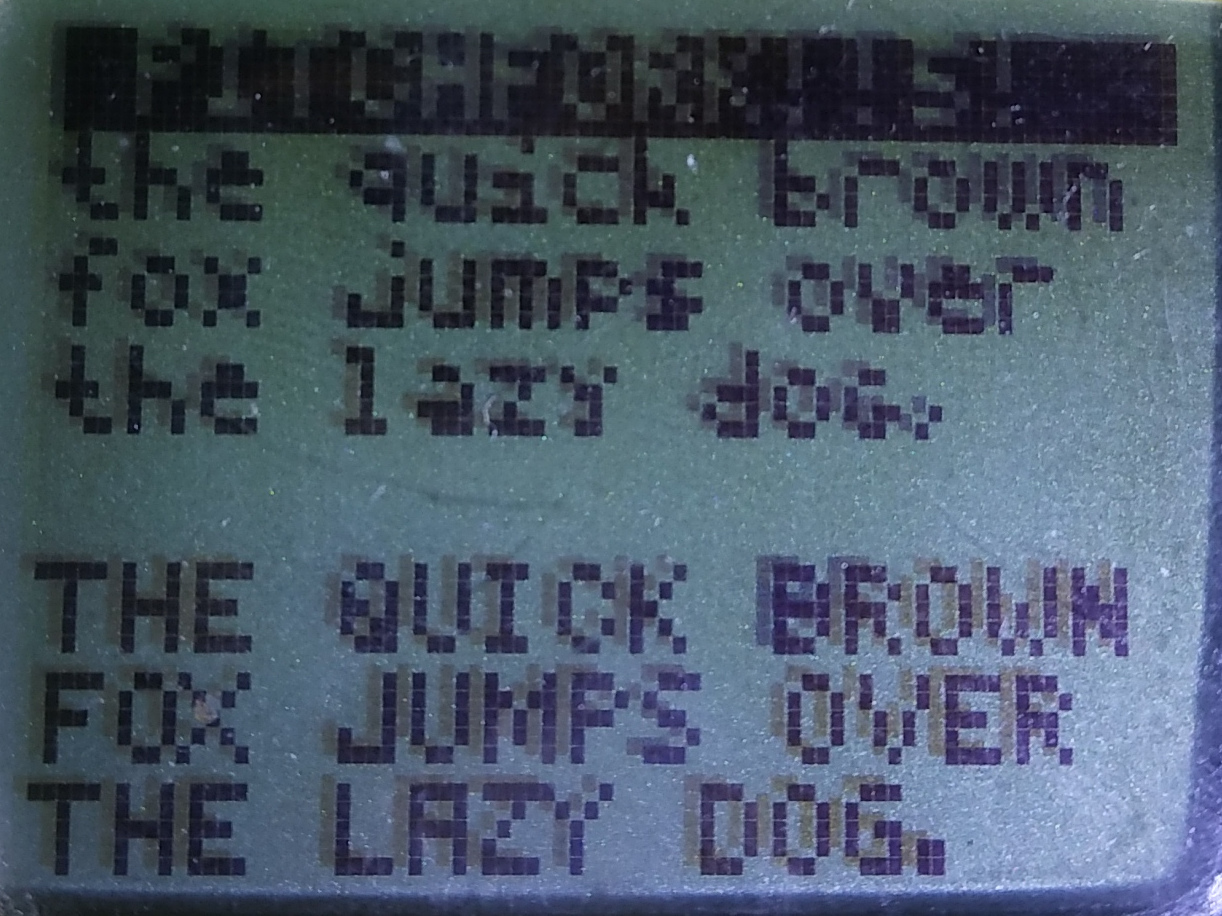 the quick brown
fox jumps over
the lazy dog.
THE QUICK BROWN
FOX JUMPS OVER
THE LAZY DOG.